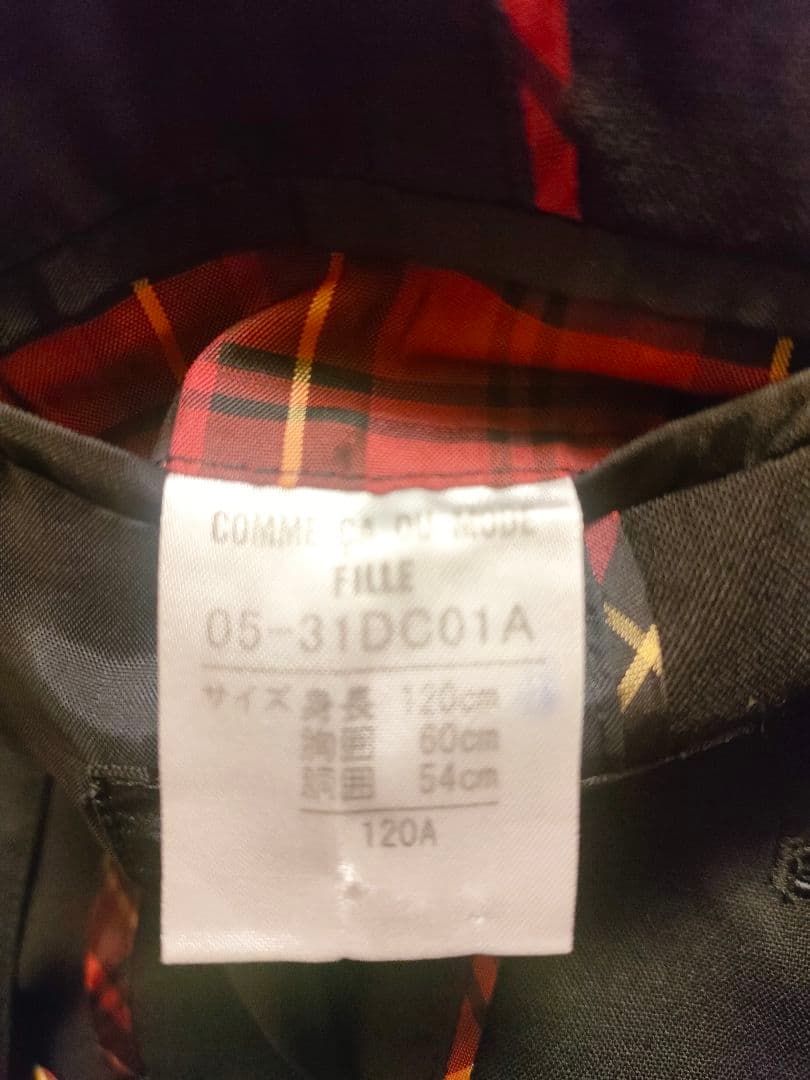 COMME ÇA DU MODE
FILLE
05-31DC01A
サイズ 身長 120cm
胸囲 60cm
胴囲 54cm
120A